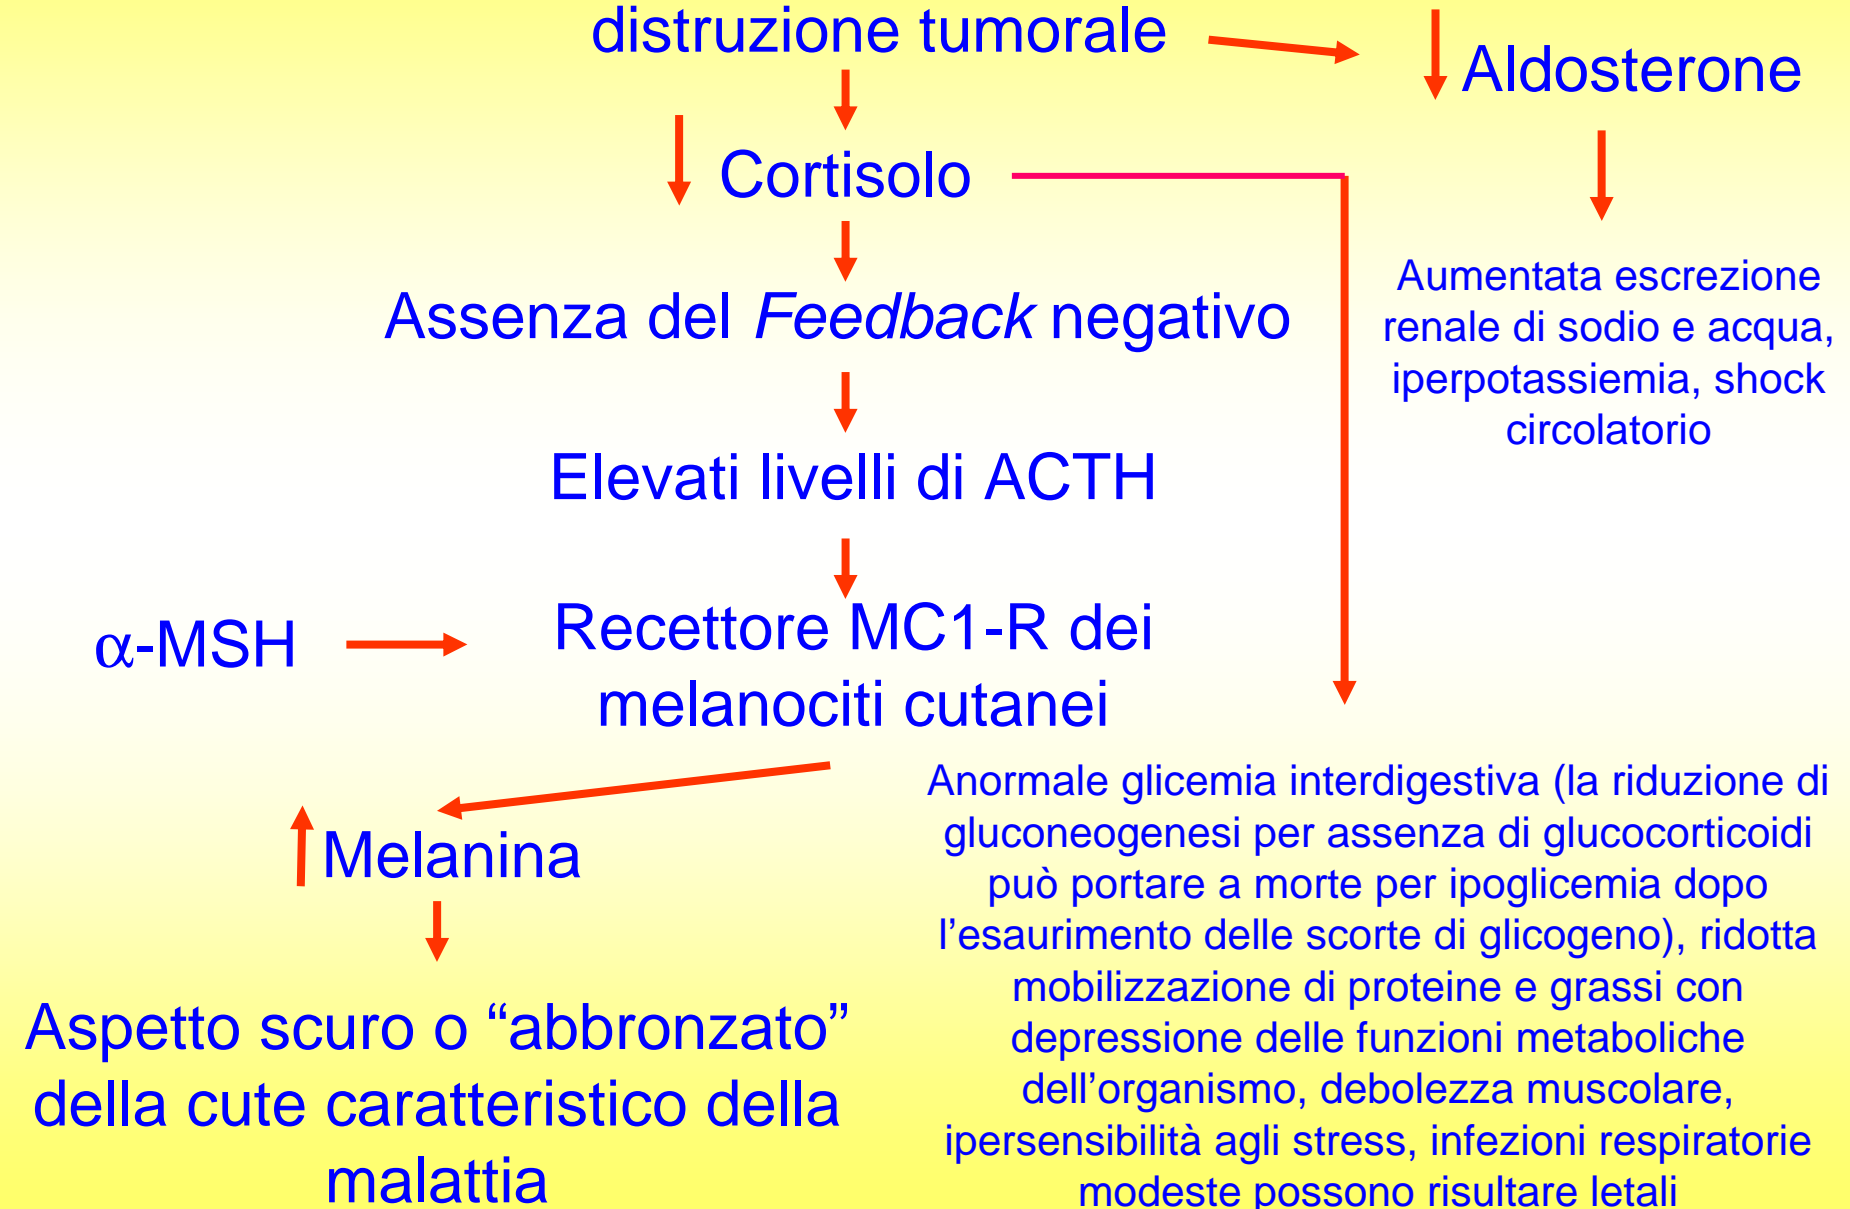 distruzione tumorale
Aldosterone
Cortisolo
Assenza del Feedback negativo
Aumentata escrezione
renale di sodio e acqua,
iperpotassiemia, shock
circolatorio
Elevati livelli di ACTH
α-MSH
Recettore MC1-R dei
melanociti cutanei
Melanina
Aspetto scuro o “abbronzato”
della cute caratteristico della
malattia
Anormale glicemia interdigestiva (la riduzione di
gluconeogenesi per assenza di glucocorticoidi
può portare a morte per ipoglicemia dopo
l’esaurimento delle scorte di glicogeno), ridotta
mobilizzazione di proteine e grassi con
depressione delle funzioni metaboliche
dell’organismo, debolezza muscolare,
ipersensibilità agli stress, infezioni respiratorie
modeste possono risultare letali